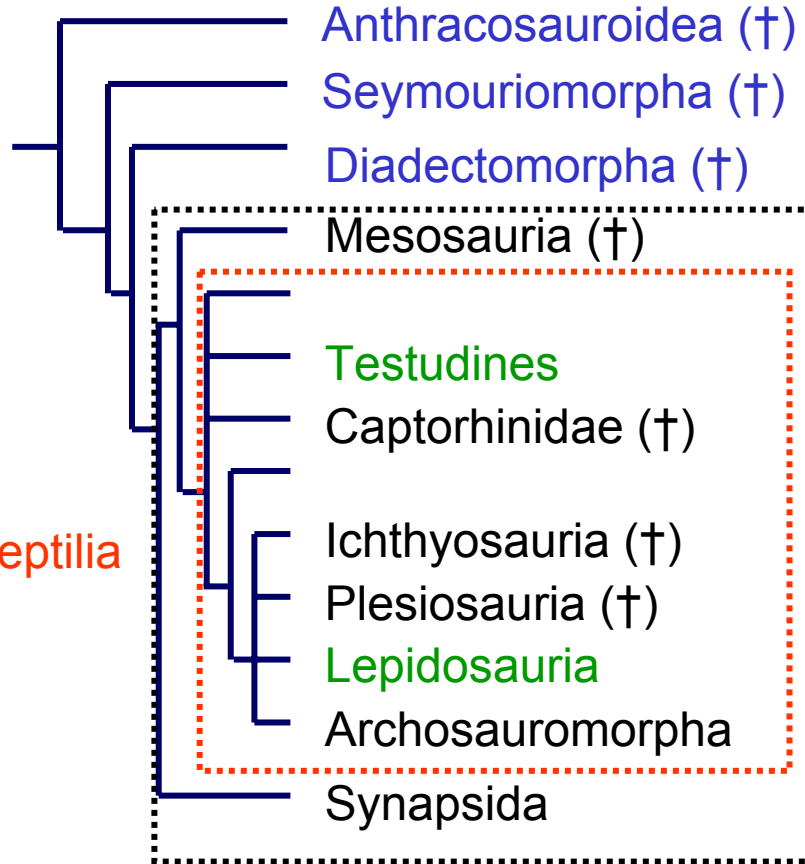 Anthracosauroidea (†)
Seymouriomorpha (†)
Diadectomorpha (†)
Mesosauria (†)
Testudines
Captorhinidae (†)
Ichthyosauria (†)
eptilia
Plesiosauria (†)
Lepidosauria
Archosauromorpha
Synapsida